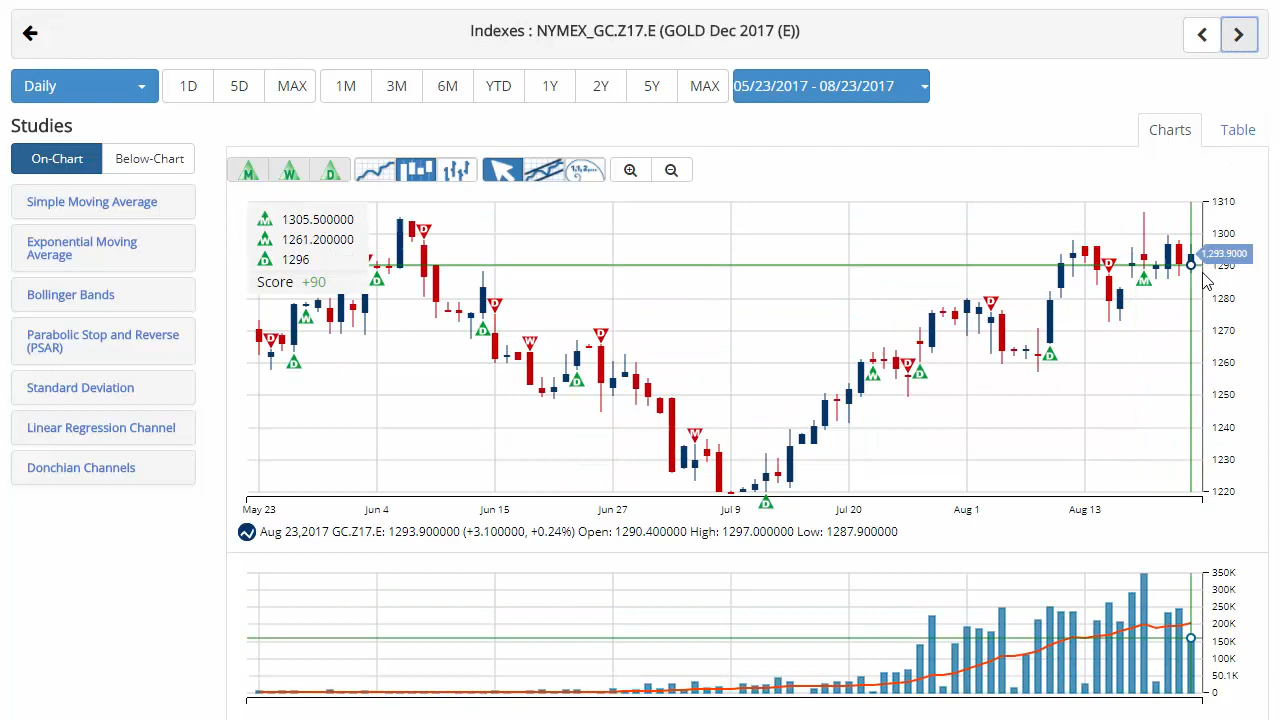 Indexes : NYMEX_GC.Z17.E (GOLD Dec 2017 (E))
Daily 1D 5D MAX 1M 3M 6M YTD 1Y 2Y 5Y MAX 05/23/2017 - 08/23/2017
Studies
Charts Table
On-Chart Below-Chart
Simple Moving Average
Exponential Moving
Average
Bollinger Bands
Parabolic Stop and Reverse
(PSAR)
Standard Deviation
Linear Regression Channel
Donchian Channels
M W D
M 1305.500000
W 1261.200000
D 1296
Score +90
1310
1300
1,293.9000
1290
1280
1270
1260
1250
1240
1230
1220
D D W D D D W D D M D W D D D D D M
May 23 Jun 4 Jun 15 Jun 27 Jul 9 Jul 20 Aug 1 Aug 13
Aug 23,2017 GC.Z17.E: 1293.900000 (+3.100000, +0.24%) Open: 1290.400000 High: 1297.000000 Low: 1287.900000
350K
300K
250K
200K
150K
100K
50.1K
0